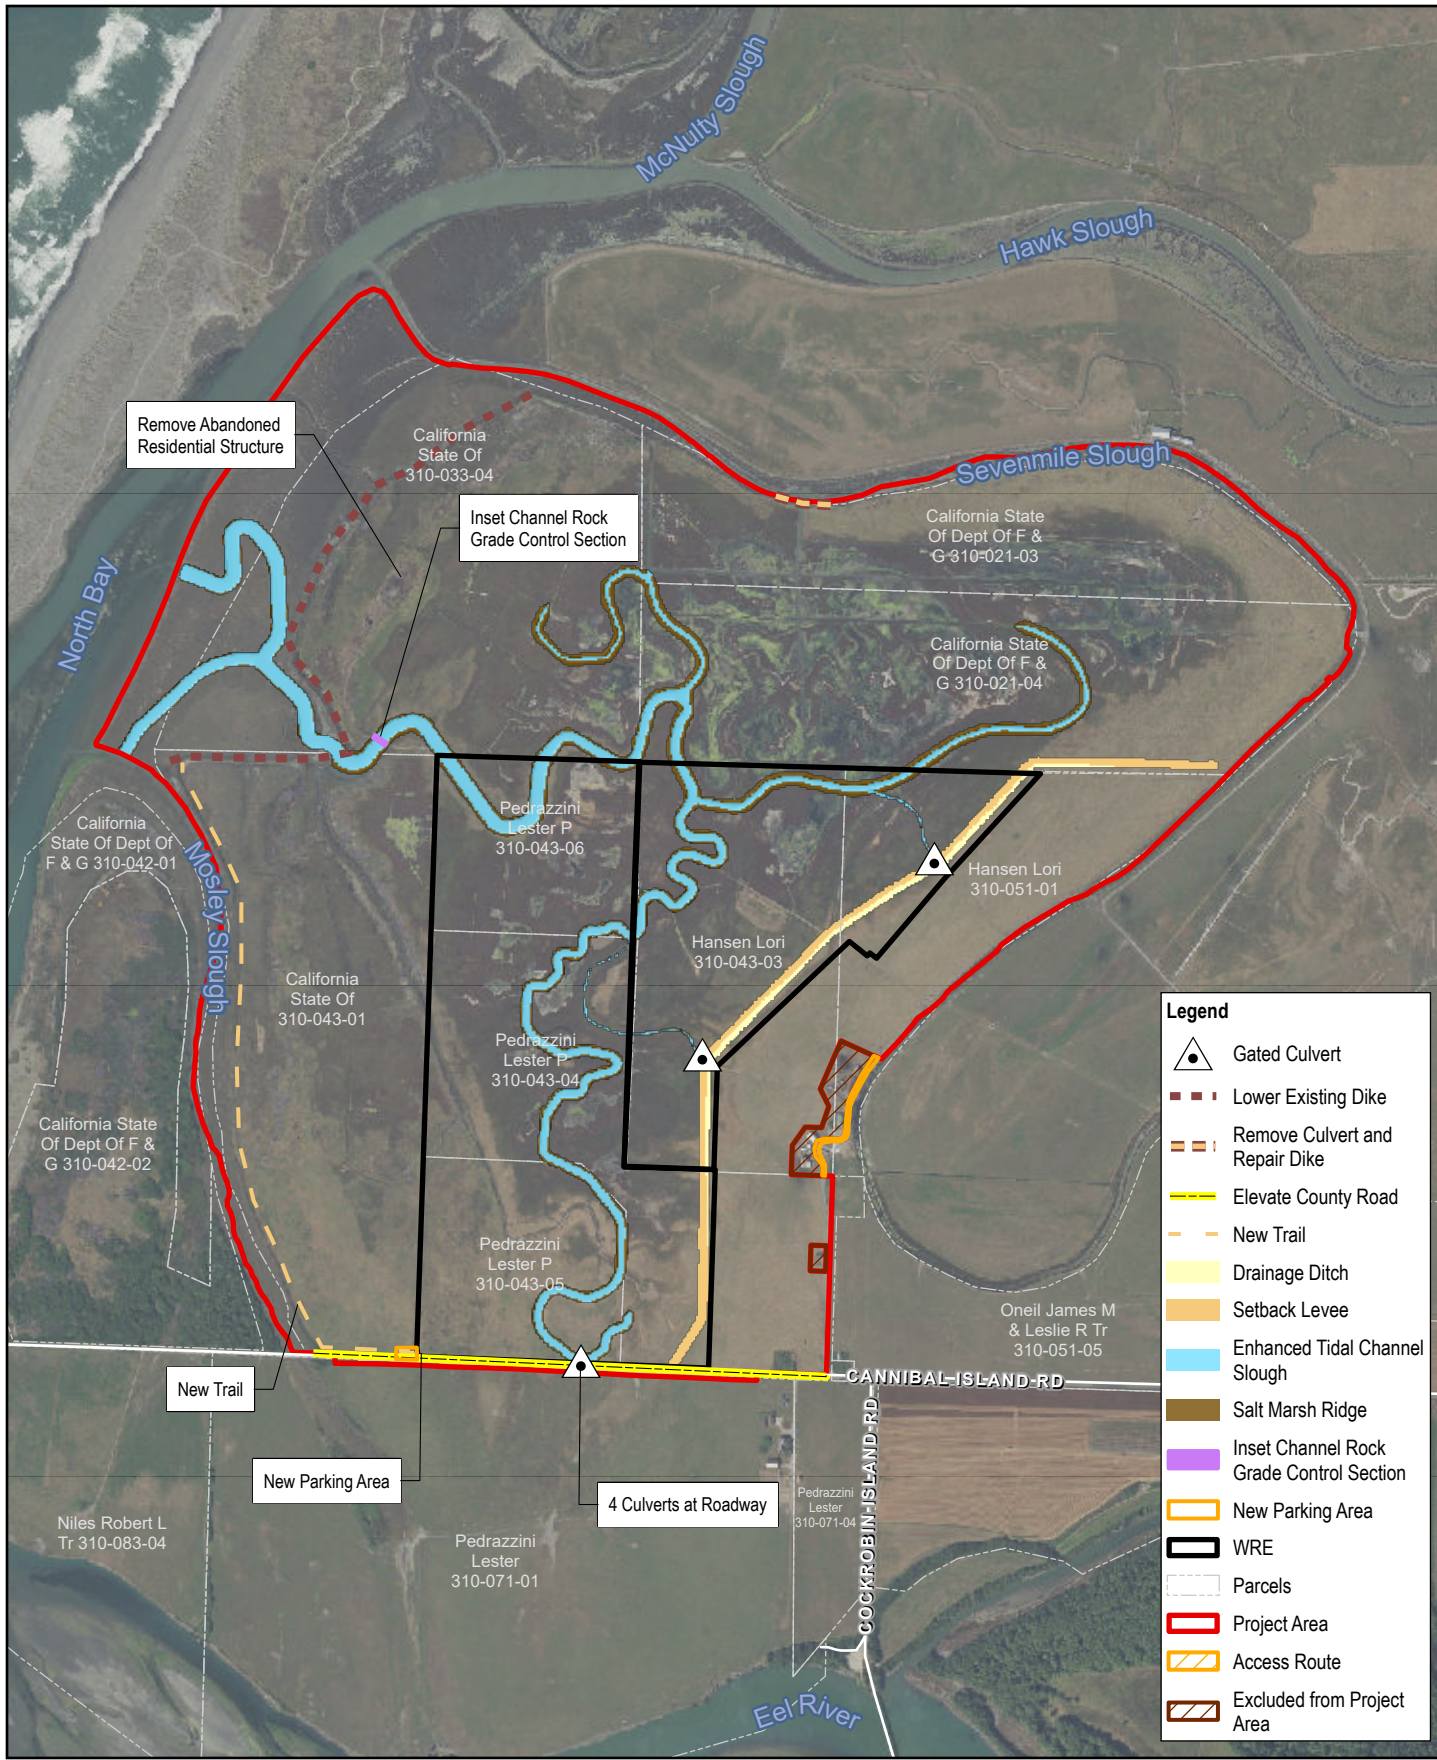 McNulty Slough
Hawk Slough
Sevenmile Slough
North Bay
Mosley Slough
Eel River
Remove Abandoned
Residential Structure
California
State Of
310-033-04
Inset Channel Rock
Grade Control Section
California State
Of Dept Of F &
G 310-021-03
California State
Of Dept Of F &
G 310-021-04
Pedrazzini
Lester P
310-043-06
California
State Of Dept Of
F & G 310-042-01
Hansen Lori
310-051-01
Hansen Lori
310-043-03
California
State Of
310-043-01
Pedrazzini
Lester P
310-043-04
California State
Of Dept Of F &
G 310-042-02
Pedrazzini
Lester P
310-043-05
Oneil James M
& Leslie R Tr
310-051-05
New Trail
CANNIBAL ISLAND RD
COCKROBIN ISLAND RD
New Parking Area
4 Culverts at Roadway
Pedrazzini
Lester
310-071-04
Niles Robert L
Tr 310-083-04
Pedrazzini
Lester
310-071-01
Legend
Gated Culvert
Lower Existing Dike
Remove Culvert and
Repair Dike
Elevate County Road
New Trail
Drainage Ditch
Setback Levee
Enhanced Tidal Channel
Slough
Salt Marsh Ridge
Inset Channel Rock
Grade Control Section
New Parking Area
WRE
Parcels
Project Area
Access Route
Excluded from Project
Area